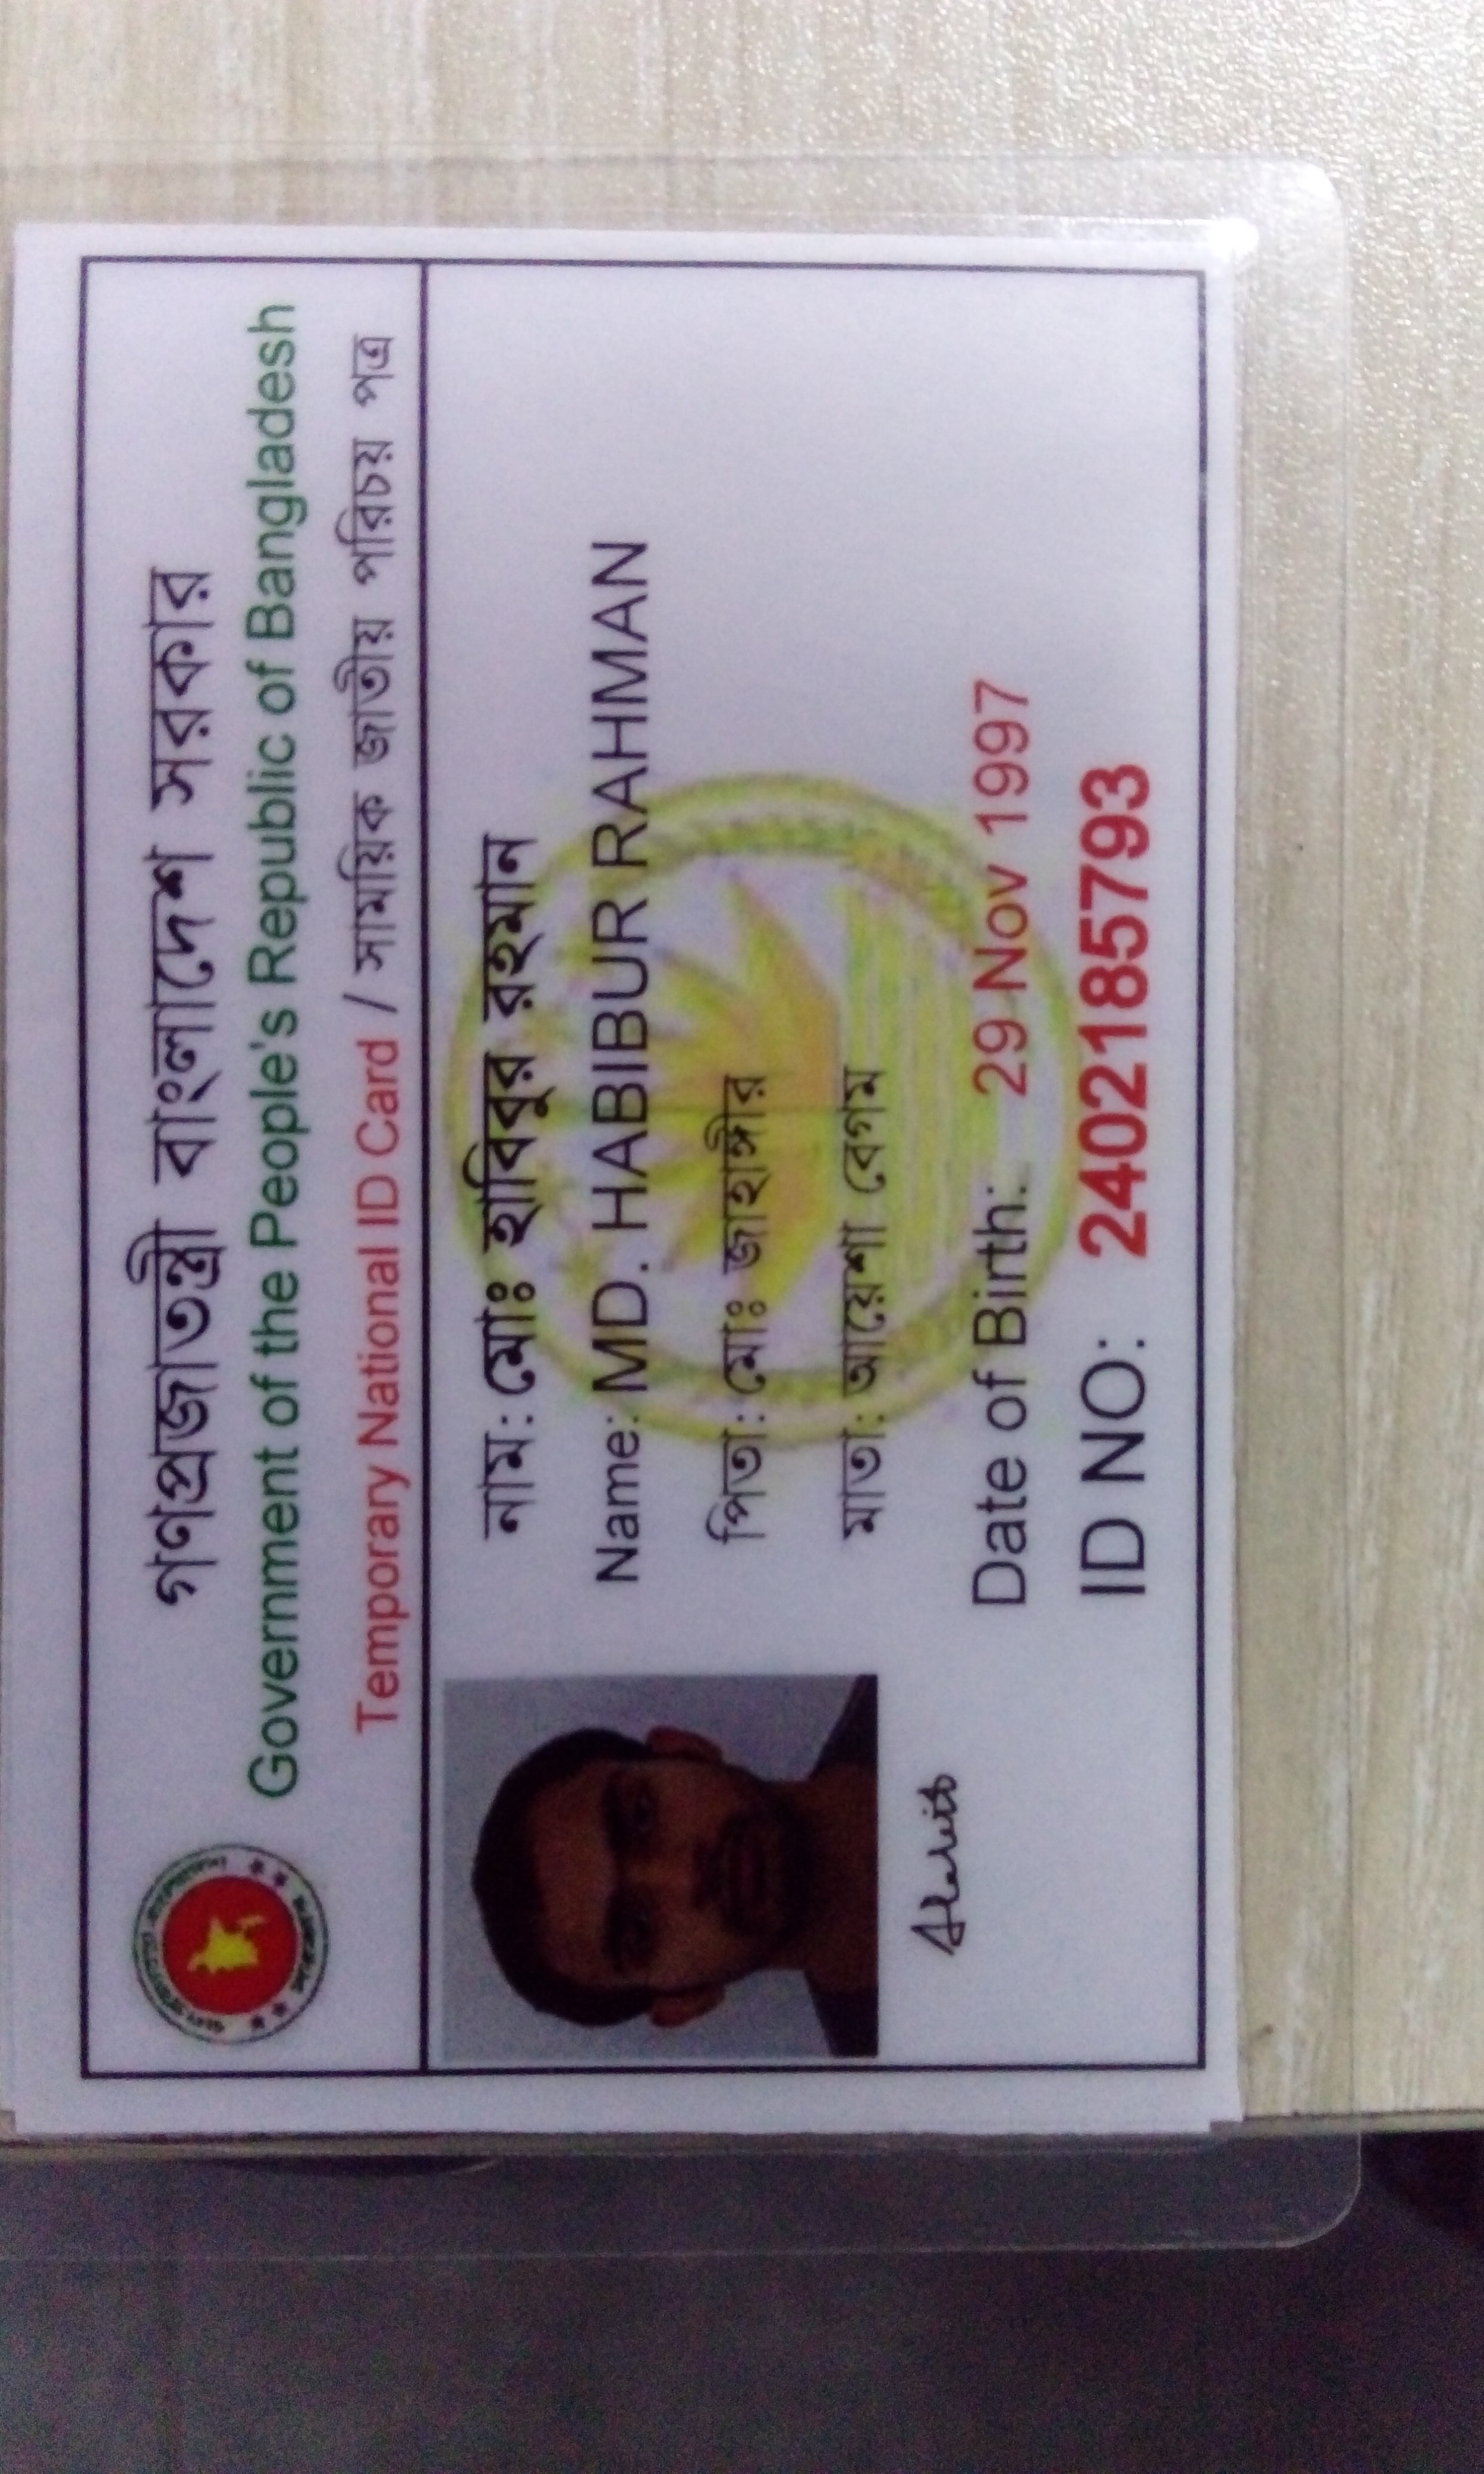 গণপ্রজাতন্ত্রী বাংলাদেশ সরকার
Government of the People's Republic of Bangladesh
Temporary National ID Card / সাময়িক জাতীয় পরিচয় পত্র
নাম: মোঃ হাবিবুর রহমান
Name: MD. HABIBUR RAHMAN
পিতা: মোঃ জাহাঙ্গীর
মাতা: আয়েশা বেগম
Date of Birth: 29 Nov 1997
ID NO: 2402185793